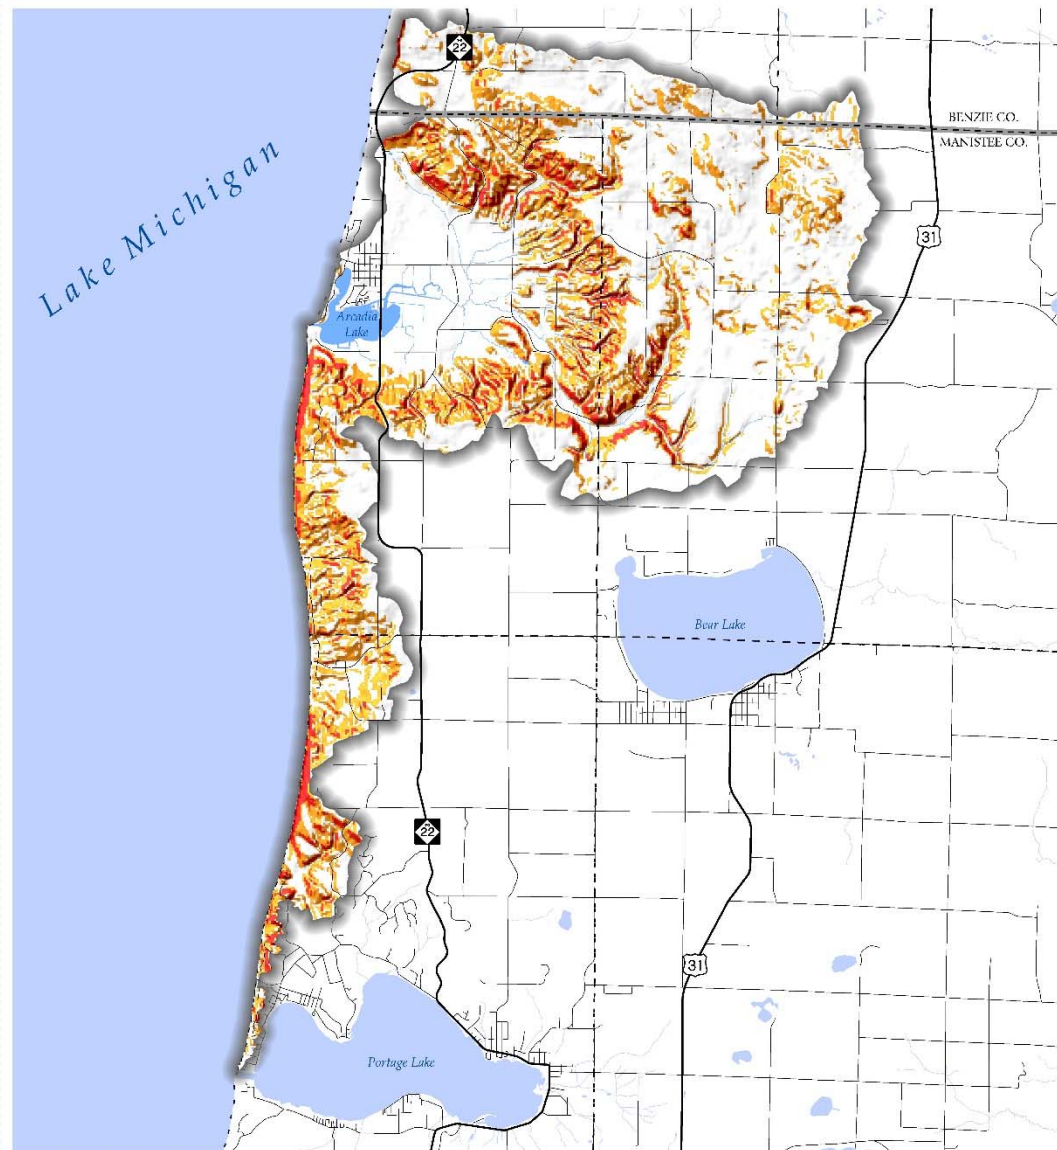 22
BENZIE CO.
MANISTEE CO.
Lake Michigan
31
Arcadia
Lake
Bear Lake
22
31
Portage Lake